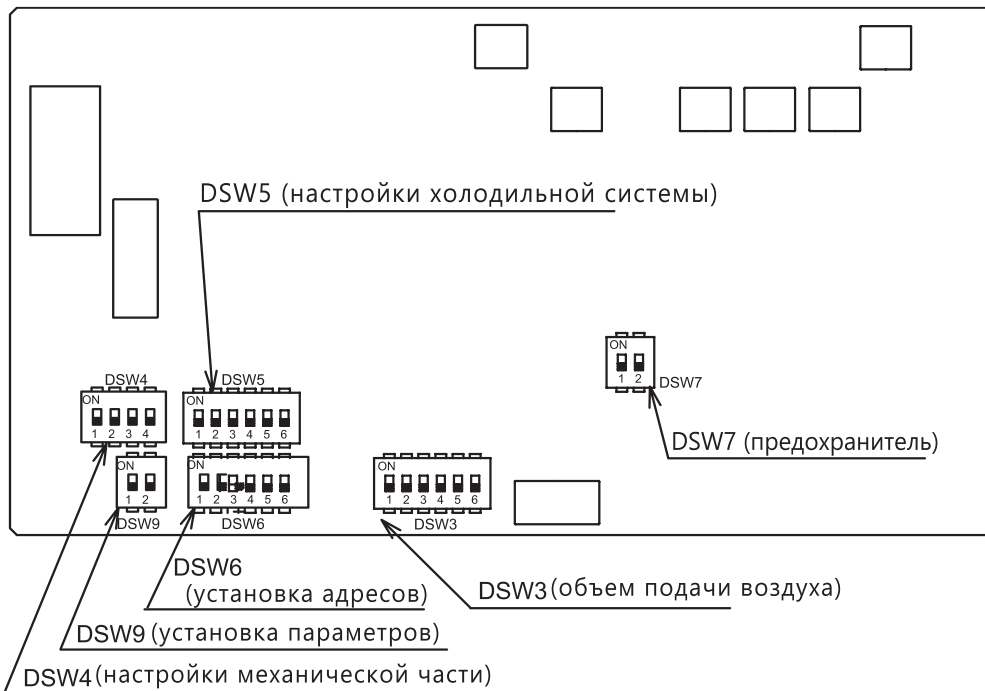 DSW5 (настройки холодильной системы)
DSW4
ON
1 2 3 4
DSW5
ON
1 2 3 4 5 6
ON
1 2
DSW7
DSW7 (предохранитель)
ON
1 2
DSW9
ON
1 2 3 4 5 6
DSW6
ON
1 2 3 4 5 6
DSW3
DSW6
(установка адресов)
DSW3 (объем подачи воздуха)
DSW9 (установка параметров)
DSW4 (настройки механической части)